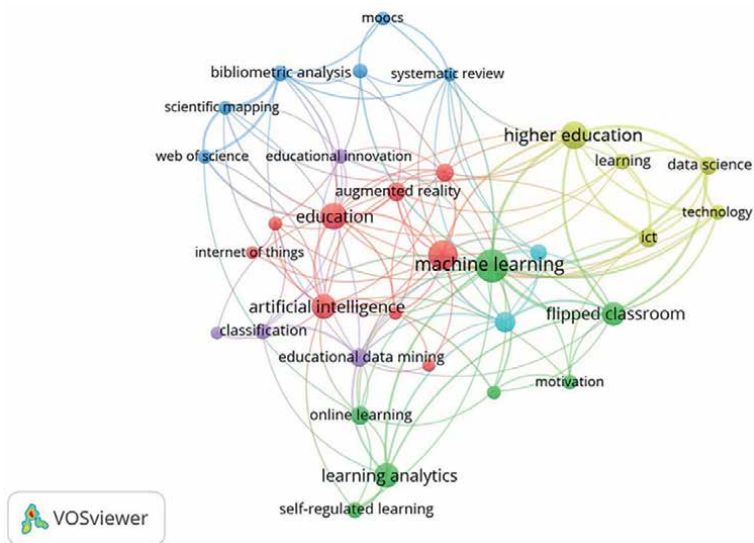 moocs
bibliometric analysis
systematic review
scientific mapping
higher education
web of science
educational innovation
learning
data science
augmented reality
education
technology
ict
internet of things
machine learning
artificial intelligence
flipped classroom
classification
educational data mining
motivation
online learning
learning analytics
self-regulated learning
VOSviewer